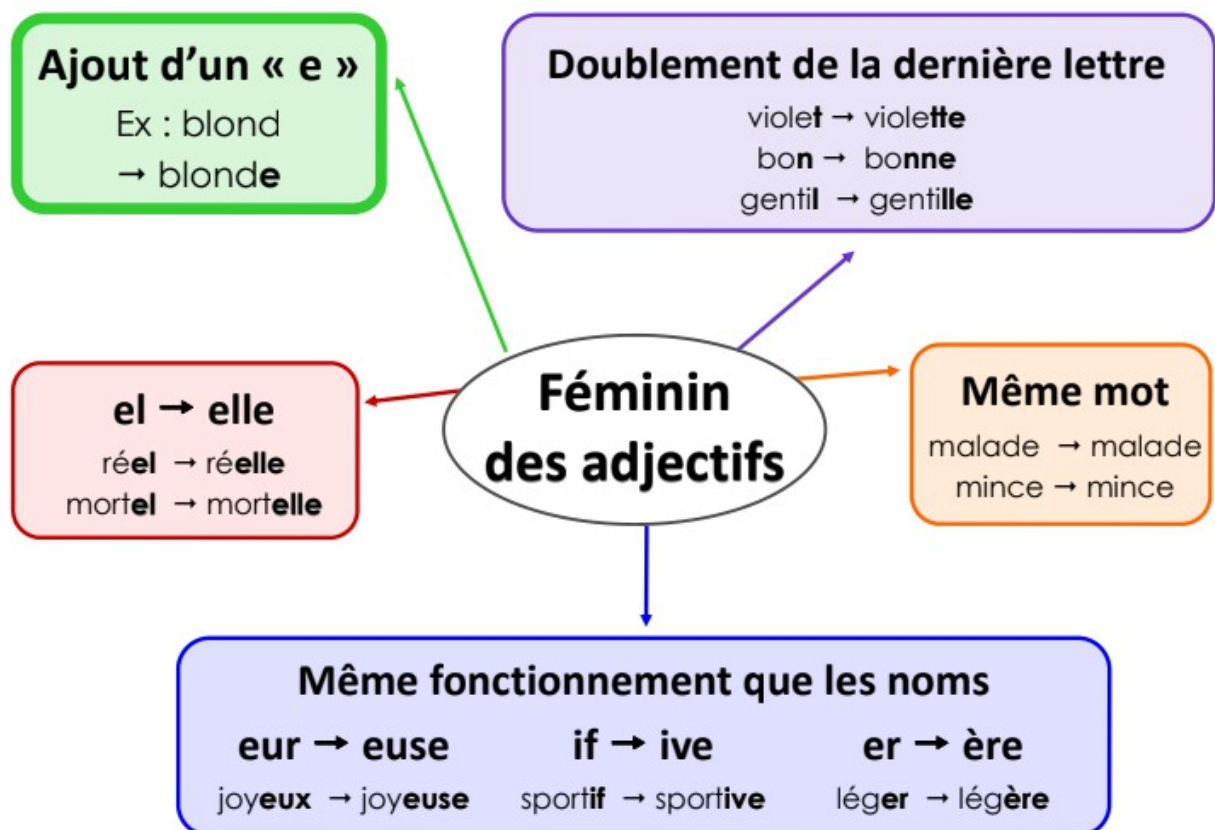 Ajout d’un « e »
Ex : blond
→ blonde
Doublement de la dernière lettre
violet → violette
bon → bonne
gentil → gentille
el → elle
réel → réelle
mortel → mortelle
Féminin
des adjectifs
Même mot
malade → malade
mince → mince
Même fonctionnement que les noms
eur → euse if → ive er → ère
joyeux → joyeuse sportif → sportive léger → légère